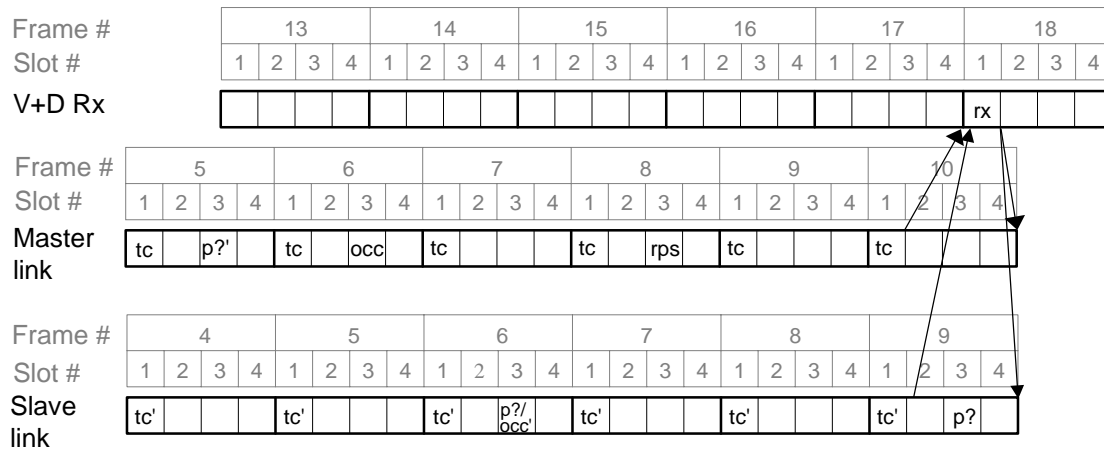 Frame # 13 14 15 16 17 18
Slot # 1 2 3 4 1 2 3 4 1 2 3 4 1 2 3 4 1 2 3 4 1 2 3 4
V+D Rx rx
Frame # 5 6 7 8 9 10
Slot # 1 2 3 4 1 2 3 4 1 2 3 4 1 2 3 4 1 2 3 4 1 2 3 4
Master
link
tc p?' tc occ tc tc rps tc tc
Frame # 4 5 6 7 8 9
Slot # 1 2 3 4 1 2 3 4 1 2 3 4 1 2 3 4 1 2 3 4 1 2 3 4
Slave
link
tc' tc' tc' p?/
occ' tc' tc' tc' p?